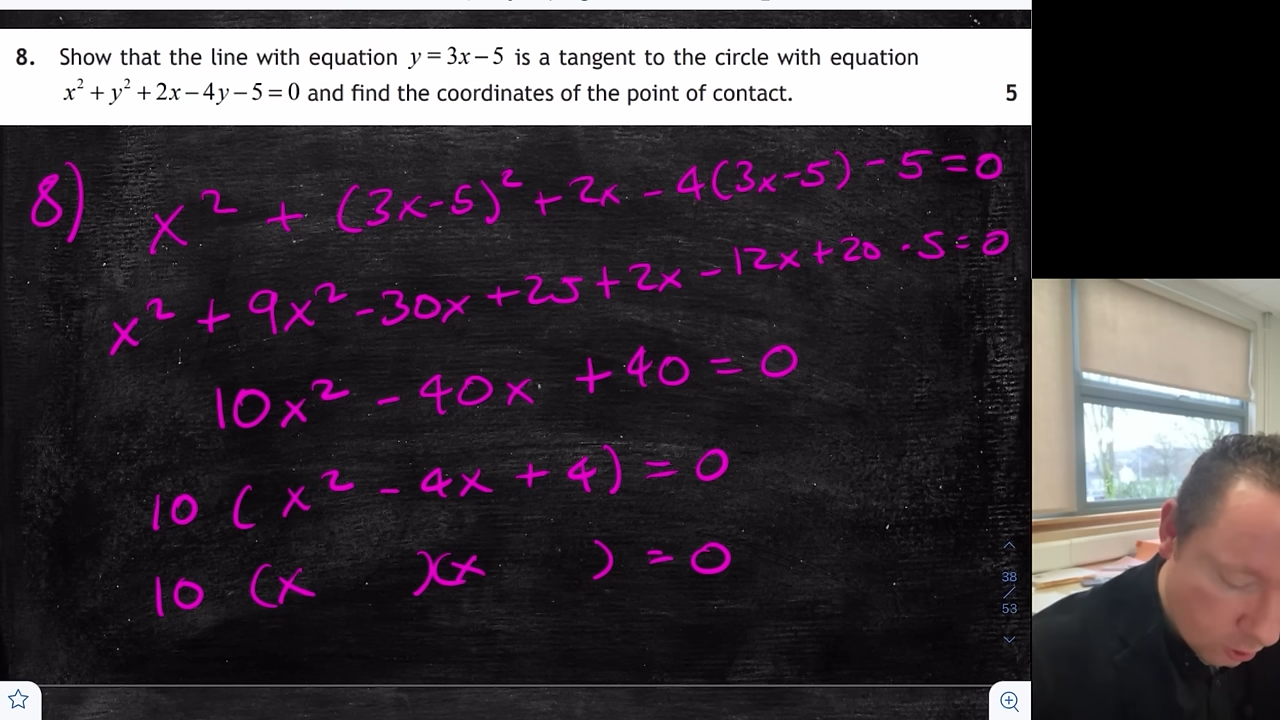 8. Show that the line with equation y = 3x – 5 is a tangent to the circle with equation
x² + y² + 2x – 4y – 5 = 0 and find the coordinates of the point of contact. 5
8) x² + (3x-5)² + 2x - 4(3x-5) - 5 = 0
x² + 9x² - 30x + 25 + 2x - 12x + 20 - 5 = 0
10x² - 40x + 40 = 0
10 (x² - 4x + 4) = 0
10 (x )(x ) = 0
38
/
53